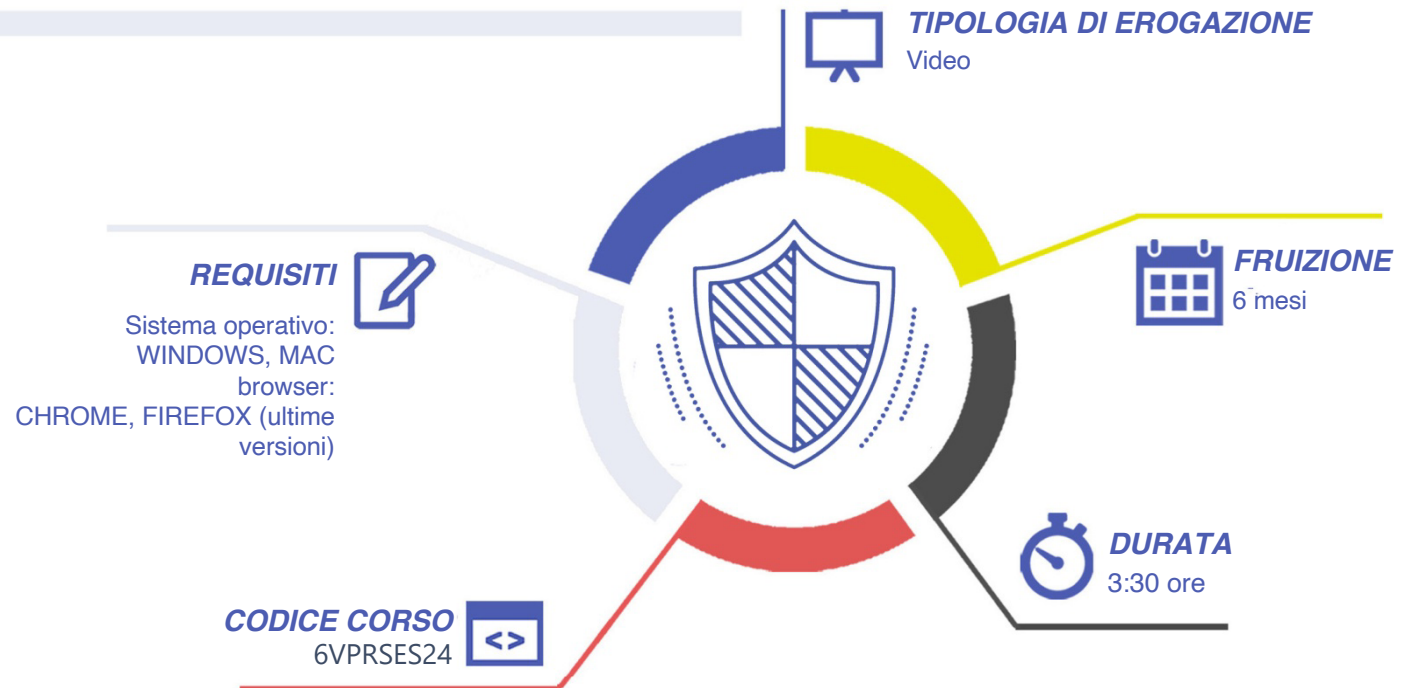 TIPOLOGIA DI EROGAZIONE
Video
REQUISITI
Sistema operativo:
WINDOWS, MAC
browser:
CHROME, FIREFOX (ultime
versioni)
FRUIZIONE
6 mesi
DURATA
3:30 ore
CODICE CORSO
6VPRSES24